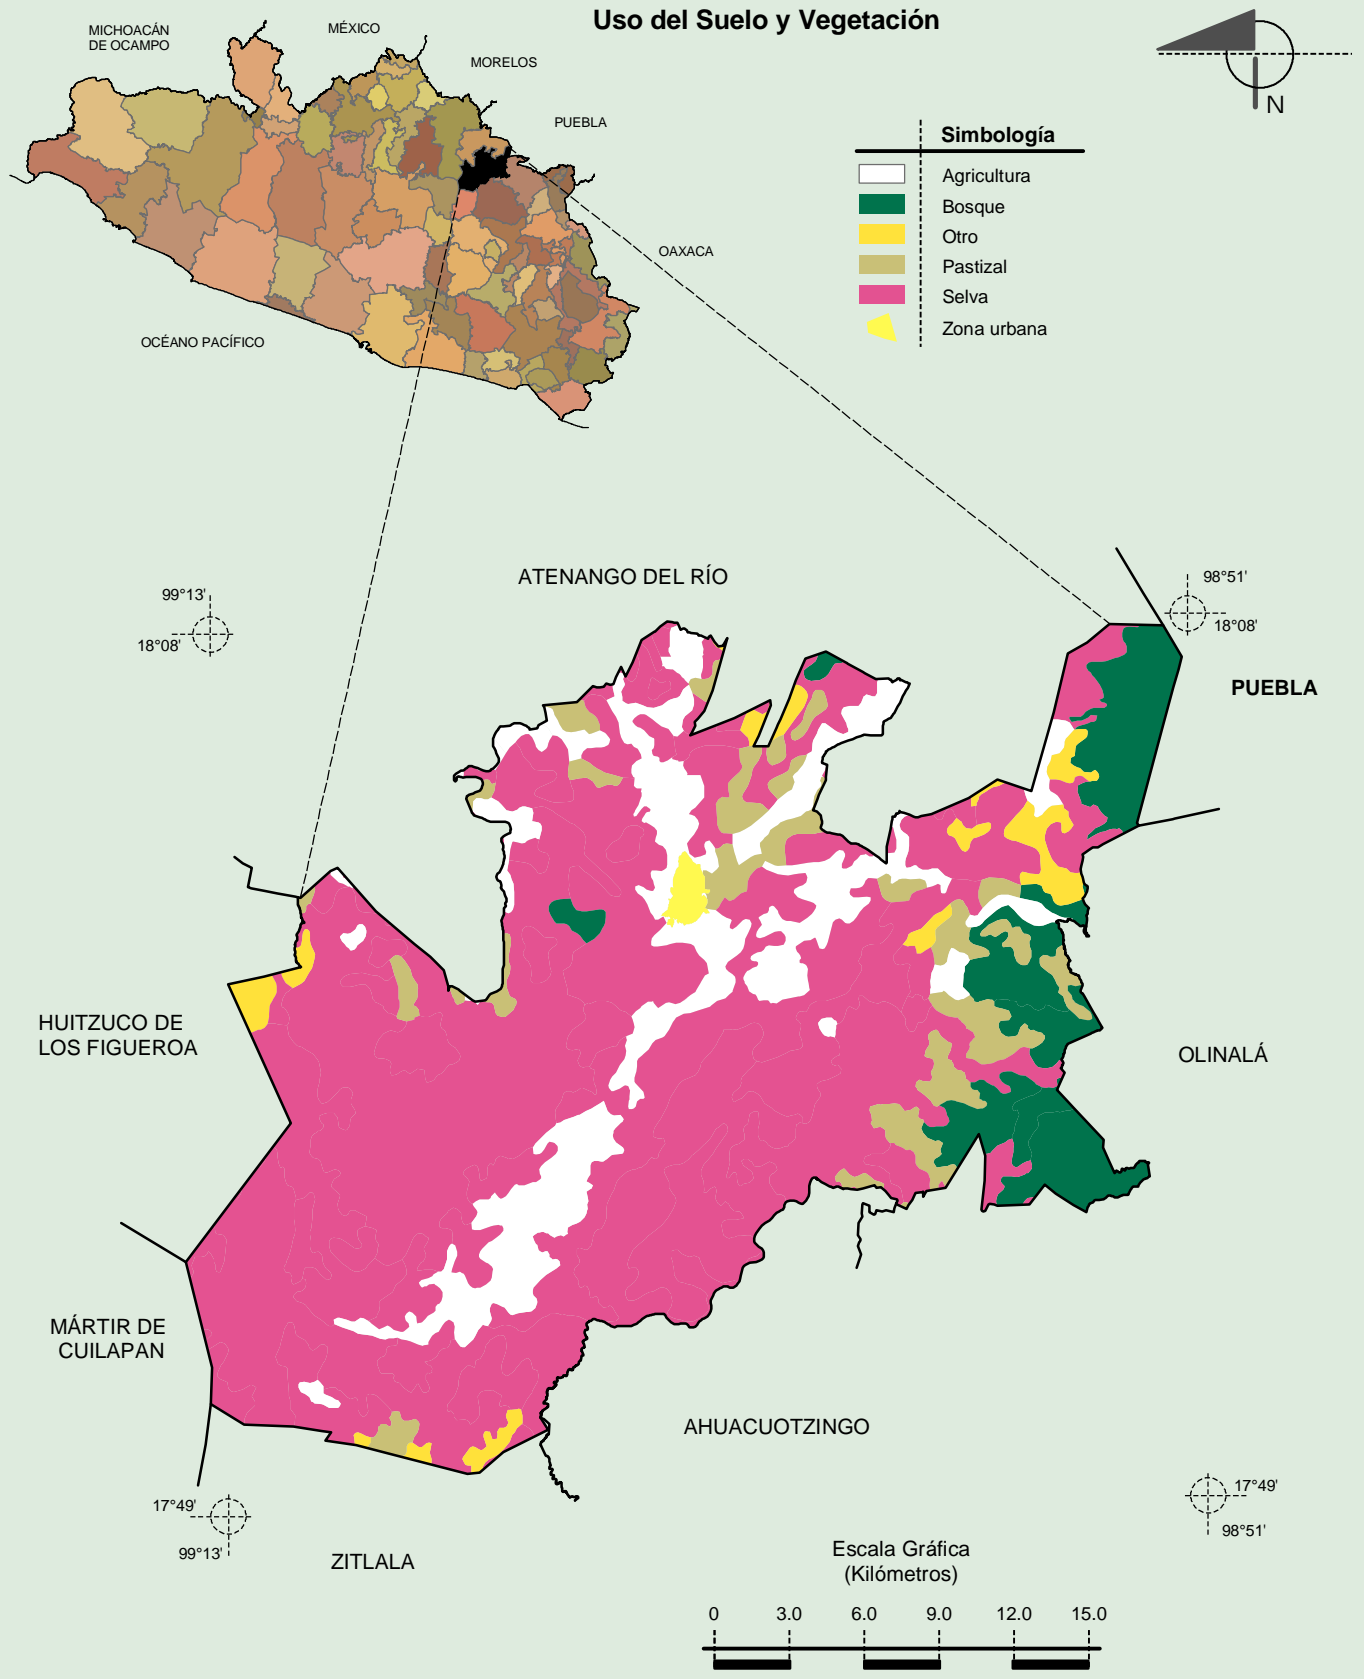 Uso del Suelo y Vegetación
MICHOACÁN
DE OCAMPO
MÉXICO
MORELOS
PUEBLA
OAXACA
OCÉANO PACÍFICO
N
Simbología
Agricultura
Bosque
Otro
Pastizal
Selva
Zona urbana
ATENANGO DEL RÍO
99°13'
18°08'
98°51'
18°08'
PUEBLA
HUITZUCO DE
LOS FIGUEROA
OLINALÁ
MÁRTIR DE
CUILAPAN
AHUACUOTZINGO
17°49'
99°13'
17°49'
98°51'
ZITLALA
Escala Gráfica
(Kilómetros)
0 3.0 6.0 9.0 12.0 15.0